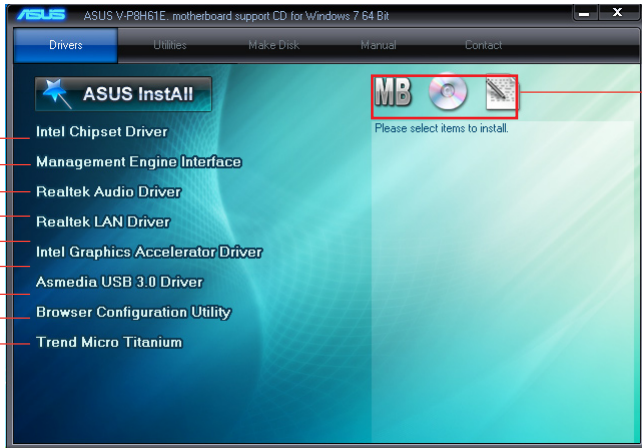 ASUS ASUS V-P8H61E. motherboard support CD for Windows 7 64 Bit
Drivers Utilities Make Disk Manual Contact
ASUS InstAll
MB
Please select items to install.
Intel Chipset Driver
Management Engine Interface
Realtek Audio Driver
Realtek LAN Driver
Intel Graphics Accelerator Driver
Asmedia USB 3.0 Driver
Browser Configuration Utility
Trend Micro Titanium